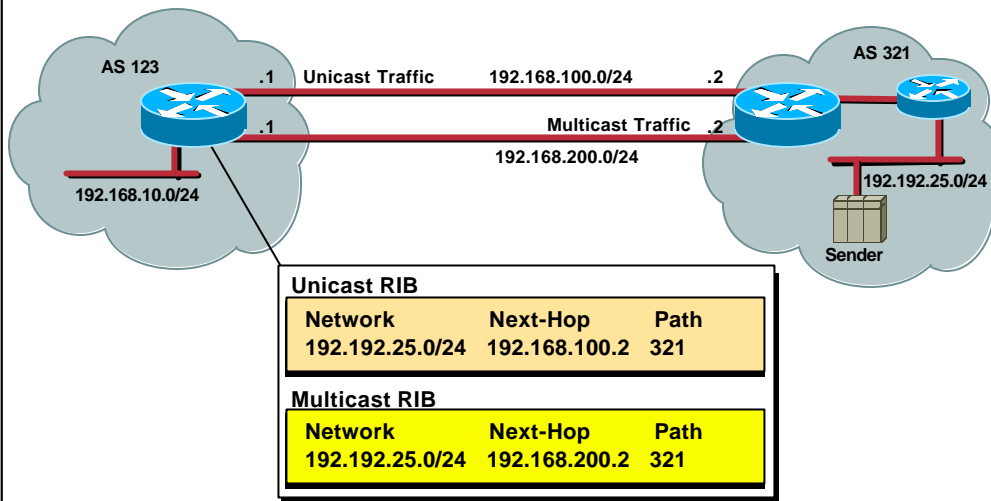 AS 123
AS 321
.1 Unicast Traffic 192.168.100.0/24 .2
.1 Multicast Traffic .2
192.168.200.0/24
192.168.10.0/24
192.192.25.0/24
Sender
Unicast RIB
Network Next-Hop Path
192.192.25.0/24 192.168.100.2 321
Multicast RIB
Network Next-Hop Path
192.192.25.0/24 192.168.200.2 321